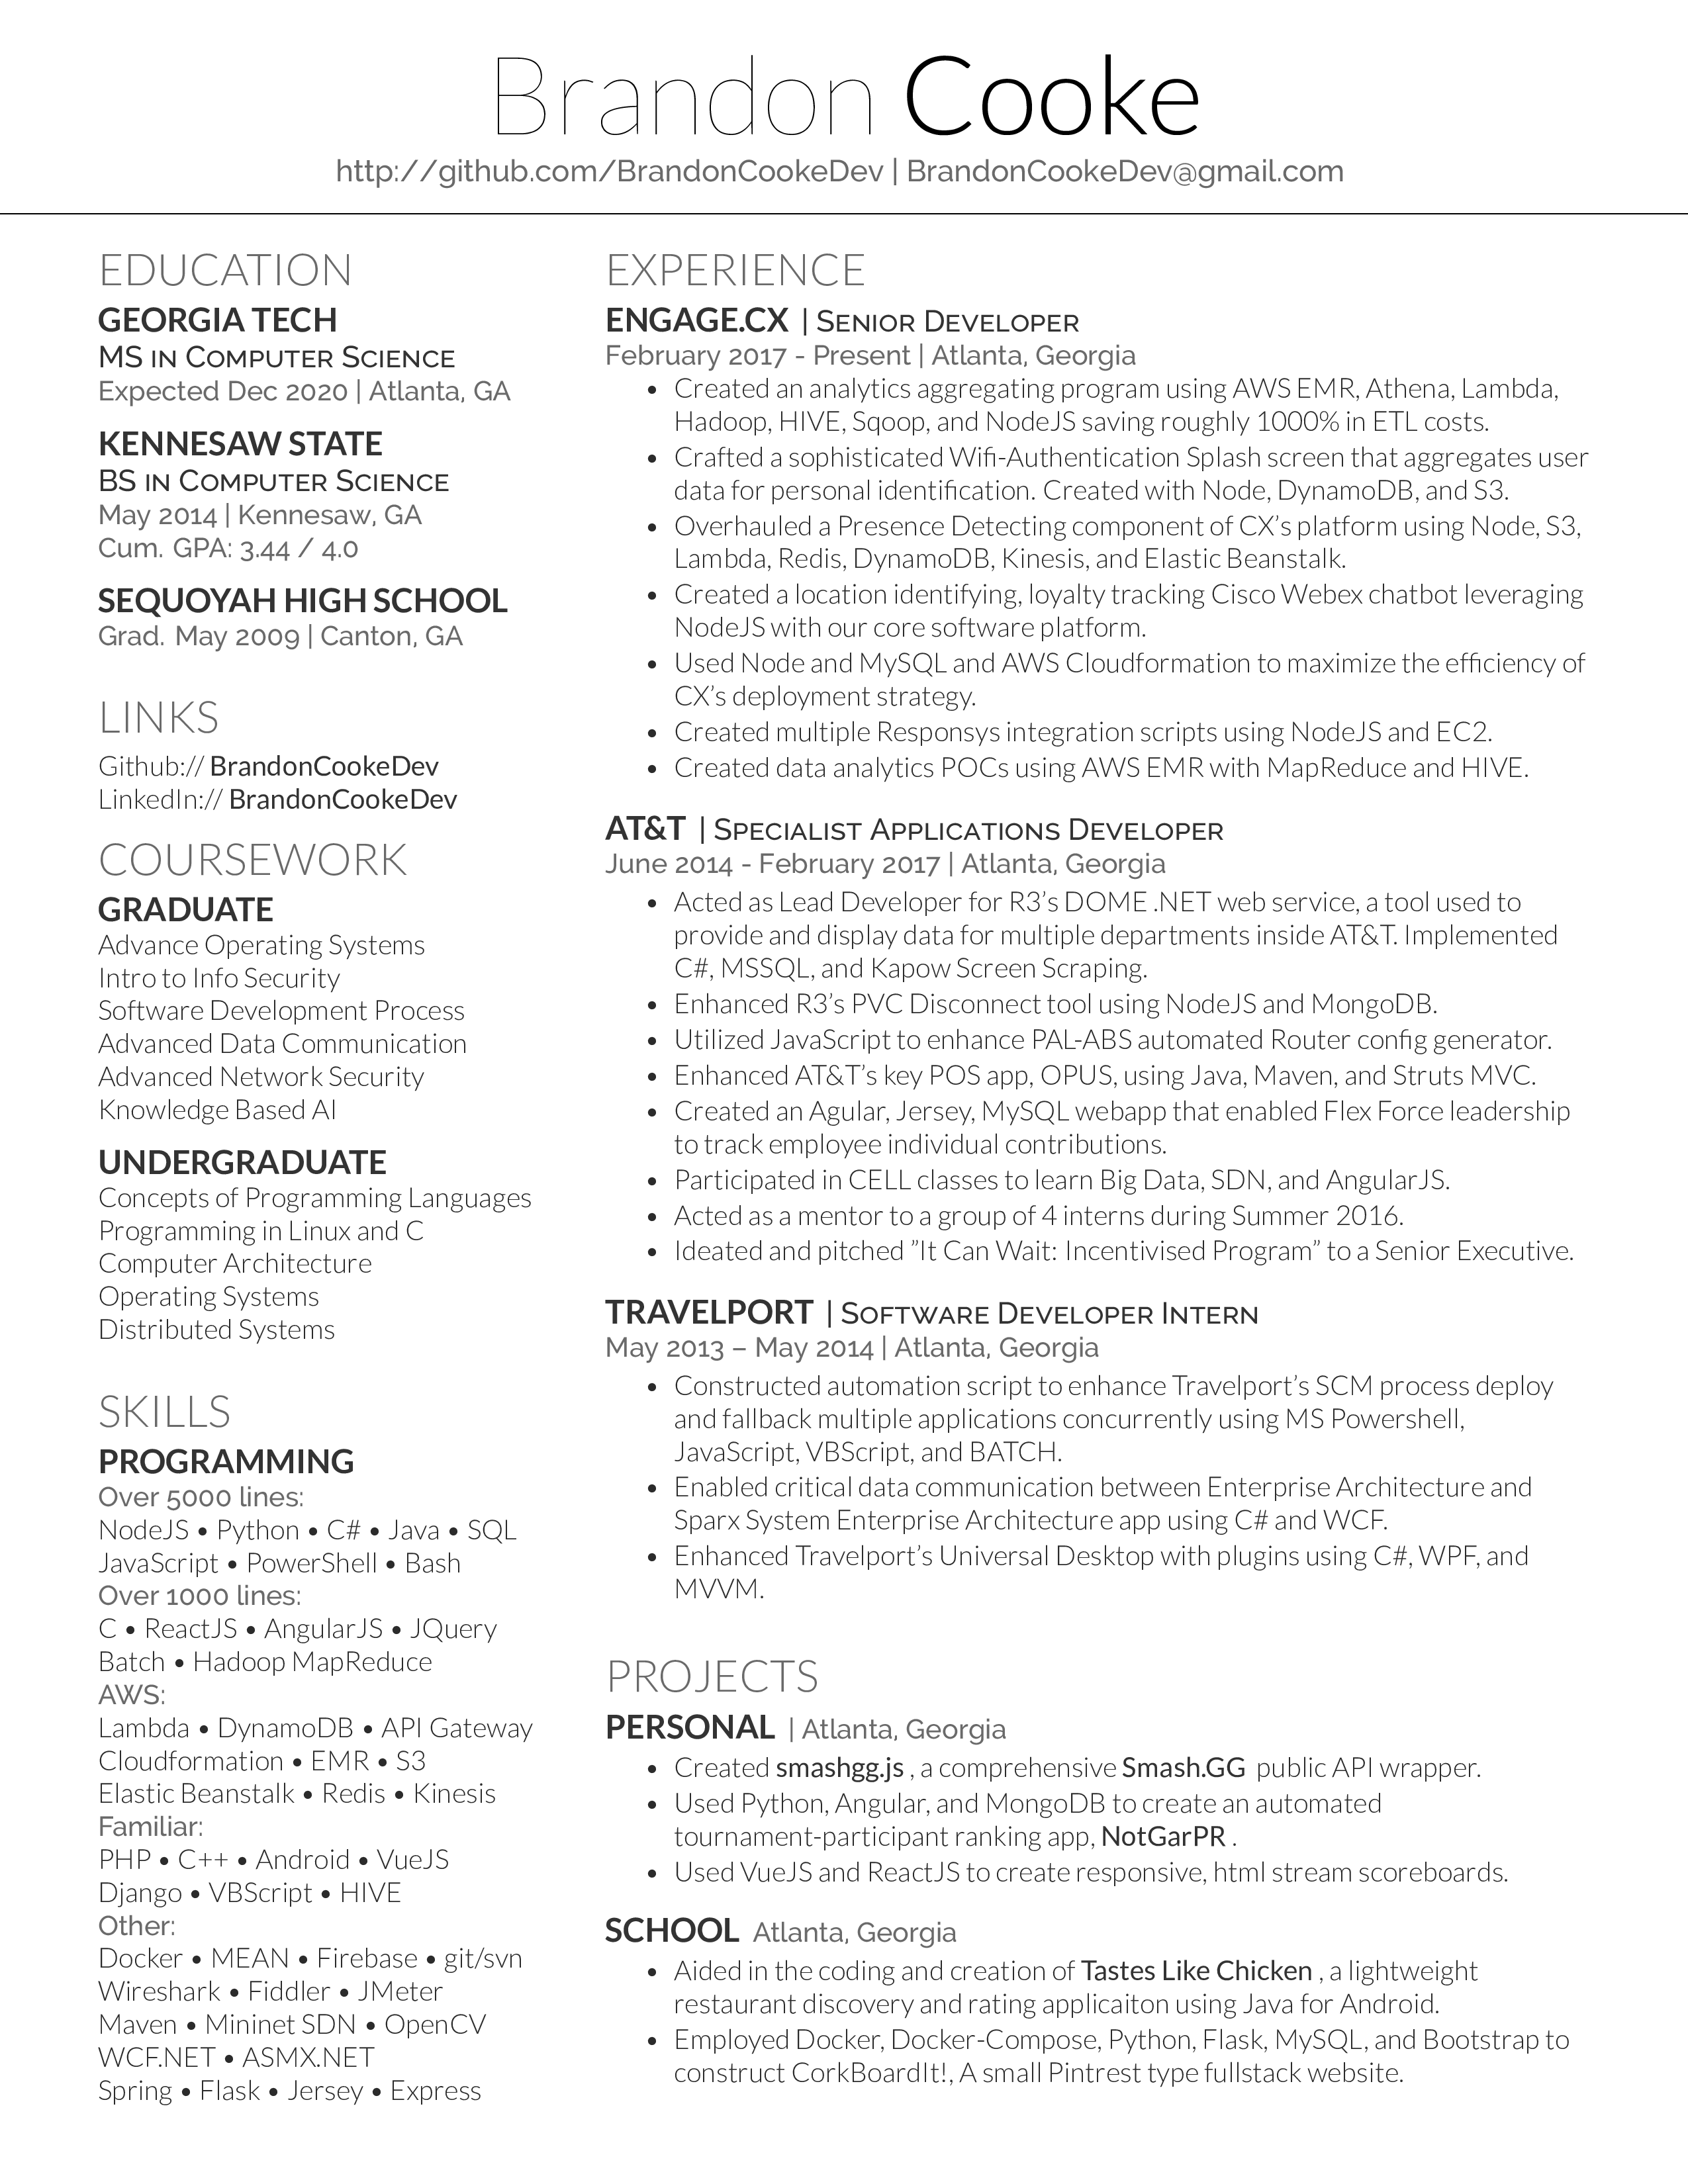 Brandon Cooke
http://github.com/BrandonCookeDev | BrandonCookeDev@gmail.com
EDUCATION
GEORGIA TECH
MS in Computer Science
Expected Dec 2020 | Atlanta, GA
KENNESAW STATE
BS in Computer Science
May 2014 | Kennesaw, GA
Cum. GPA: 3.44 / 4.0
SEQUOYAH HIGH SCHOOL
Grad. May 2009 | Canton, GA
LINKS
Github:// BrandonCookeDev
LinkedIn:// BrandonCookeDev
COURSEWORK
GRADUATE
Advance Operating Systems
Intro to Info Security
Software Development Process
Advanced Data Communication
Advanced Network Security
Knowledge Based AI
UNDERGRADUATE
Concepts of Programming Languages
Programming in Linux and C
Computer Architecture
Operating Systems
Distributed Systems
SKILLS
PROGRAMMING
Over 5000 lines:
NodeJS • Python • C# • Java • SQL
JavaScript • PowerShell • Bash
Over 1000 lines:
C • ReactJS • AngularJS • JQuery
Batch • Hadoop MapReduce
AWS:
Lambda • DynamoDB • API Gateway
Cloudformation • EMR • S3
Elastic Beanstalk • Redis • Kinesis
Familiar:
PHP • C++ • Android • VueJS
Django • VBScript • HIVE
Other:
Docker • MEAN • Firebase • git/svn
Wireshark • Fiddler • JMeter
Maven • Mininet SDN • OpenCV
WCF.NET • ASMX.NET
Spring • Flask • Jersey • Express
EXPERIENCE
ENGAGE.CX | Senior Developer
February 2017 - Present | Atlanta, Georgia
• Created an analytics aggregating program using AWS EMR, Athena, Lambda,
Hadoop, HIVE, Sqoop, and NodeJS saving roughly 1000% in ETL costs.
• Crafted a sophisticated Wifi-Authentication Splash screen that aggregates user
data for personal identification. Created with Node, DynamoDB, and S3.
• Overhauled a Presence Detecting component of CX’s platform using Node, S3,
Lambda, Redis, DynamoDB, Kinesis, and Elastic Beanstalk.
• Created a location identifying, loyalty tracking Cisco Webex chatbot leveraging
NodeJS with our core software platform.
• Used Node and MySQL and AWS Cloudformation to maximize the efficiency of
CX’s deployment strategy.
• Created multiple Responsys integration scripts using NodeJS and EC2.
• Created data analytics POCs using AWS EMR with MapReduce and HIVE.
AT&T | Specialist Applications Developer
June 2014 - February 2017 | Atlanta, Georgia
• Acted as Lead Developer for R3’s DOME .NET web service, a tool used to
provide and display data for multiple departments inside AT&T. Implemented
C#, MSSQL, and Kapow Screen Scraping.
• Enhanced R3’s PVC Disconnect tool using NodeJS and MongoDB.
• Utilized JavaScript to enhance PAL-ABS automated Router config generator.
• Enhanced AT&T’s key POS app, OPUS, using Java, Maven, and Struts MVC.
• Created an Agular, Jersey, MySQL webapp that enabled Flex Force leadership
to track employee individual contributions.
• Participated in CELL classes to learn Big Data, SDN, and AngularJS.
• Acted as a mentor to a group of 4 interns during Summer 2016.
• Ideated and pitched ”It Can Wait: Incentivised Program” to a Senior Executive.
TRAVELPORT | Software Developer Intern
May 2013 – May 2014 | Atlanta, Georgia
• Constructed automation script to enhance Travelport’s SCM process deploy
and fallback multiple applications concurrently using MS Powershell,
JavaScript, VBScript, and BATCH.
• Enabled critical data communication between Enterprise Architecture and
Sparx System Enterprise Architecture app using C# and WCF.
• Enhanced Travelport’s Universal Desktop with plugins using C#, WPF, and
MVVM.
PROJECTS
PERSONAL | Atlanta, Georgia
• Created smashgg.js , a comprehensive Smash.GG public API wrapper.
• Used Python, Angular, and MongoDB to create an automated
tournament-participant ranking app, NotGarPR .
• Used VueJS and ReactJS to create responsive, html stream scoreboards.
SCHOOL Atlanta, Georgia
• Aided in the coding and creation of Tastes Like Chicken , a lightweight
restaurant discovery and rating applicaiton using Java for Android.
• Employed Docker, Docker-Compose, Python, Flask, MySQL, and Bootstrap to
construct CorkBoardIt!, A small Pintrest type fullstack website.